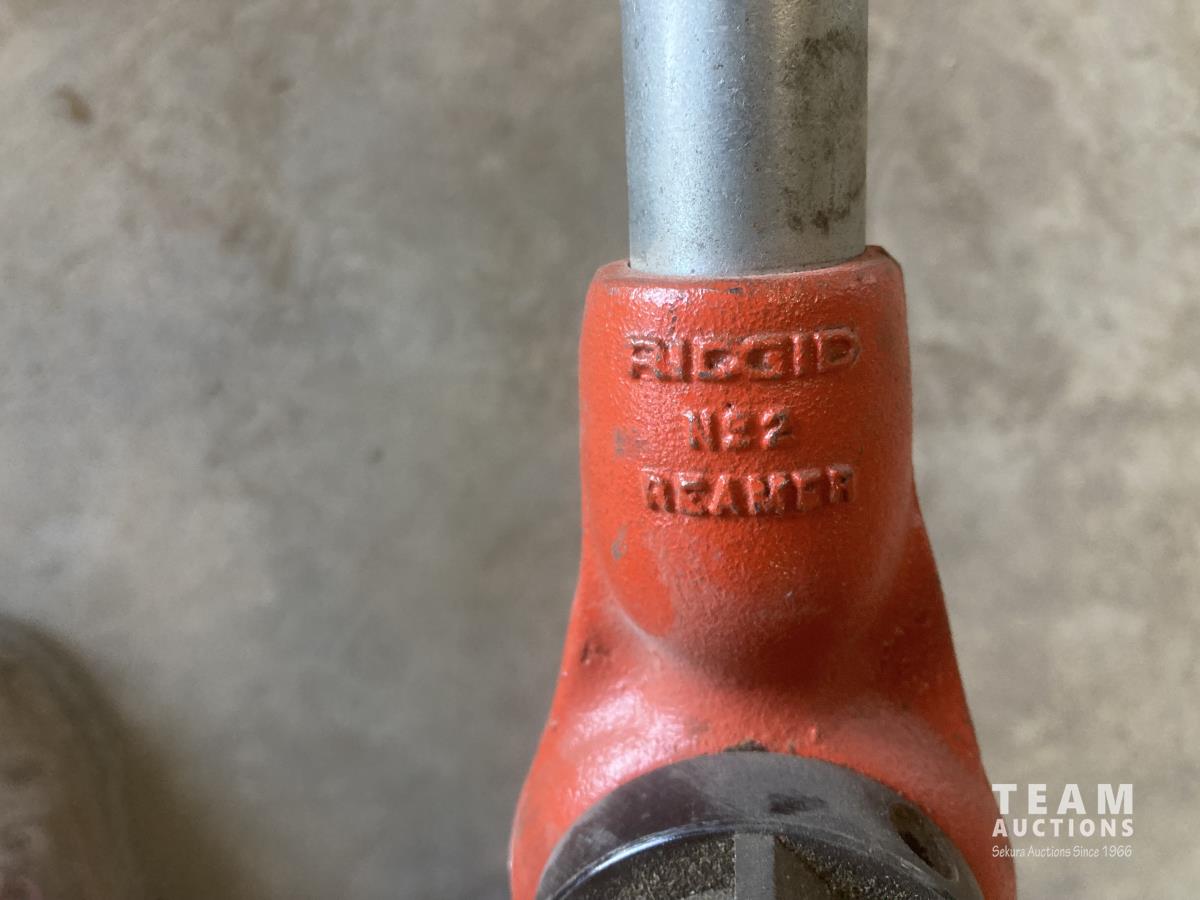 RIDGID
No 2
REAMER
TEAM
AUCTIONS
Sekura Auctions Since 1966